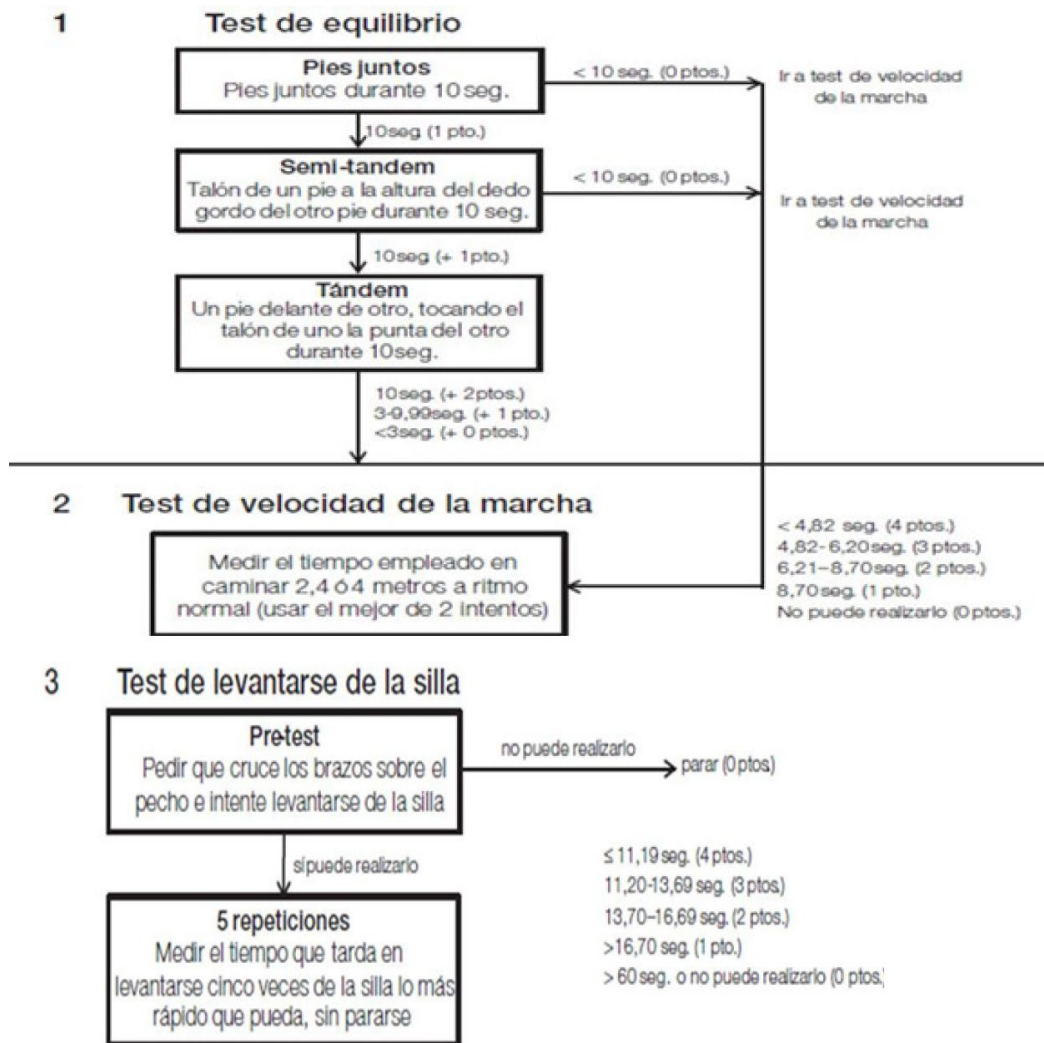 1 Test de equilibrio
Pies juntos
Pies juntos durante 10 seg.
< 10 seg. (0 ptos.)
Ir a test de velocidad
de la marcha
10seg. (1 pto.)
Semi-tandem
Talón de un pie a la altura del dedo
gordo del otro pie durante 10 seg.
< 10 seg. (0 ptos.)
Ir a test de velocidad
de la marcha
10seg. (+ 1pto.)
Tándem
Un pie delante de otro, tocando el
talón de uno la punta del otro
durante 10seg.
10seg. (+ 2ptos.)
3-9,99seg. (+ 1 pto.)
<3seg. (+ 0 ptos.)
2 Test de velocidad de la marcha
Medir el tiempo empleado en
caminar 2,4 ó 4 metros a ritmo
normal (usar el mejor de 2 intentos)
< 4,82 seg. (4 ptos.)
4,82-6,20seg. (3 ptos.)
6,21–8,70seg. (2 ptos.)
8,70seg. (1 pto.)
No puede realizarlo (0 ptos.)
3 Test de levantarse de la silla
Pre-test
Pedir que cruce los brazos sobre el
pecho e intente levantarse de la silla
no puede realizarlo
parar (0 ptos.)
sí puede realizarlo
5 repeticiones
Medir el tiempo que tarda en
levantarse cinco veces de la silla lo más
rápido que pueda, sin pararse
≤ 11,19 seg. (4 ptos.)
11,20-13,69 seg. (3 ptos.)
13,70–16,69 seg. (2 ptos.)
>16,70 seg. (1 pto.)
> 60 seg. o no puede realizarlo (0 ptos.